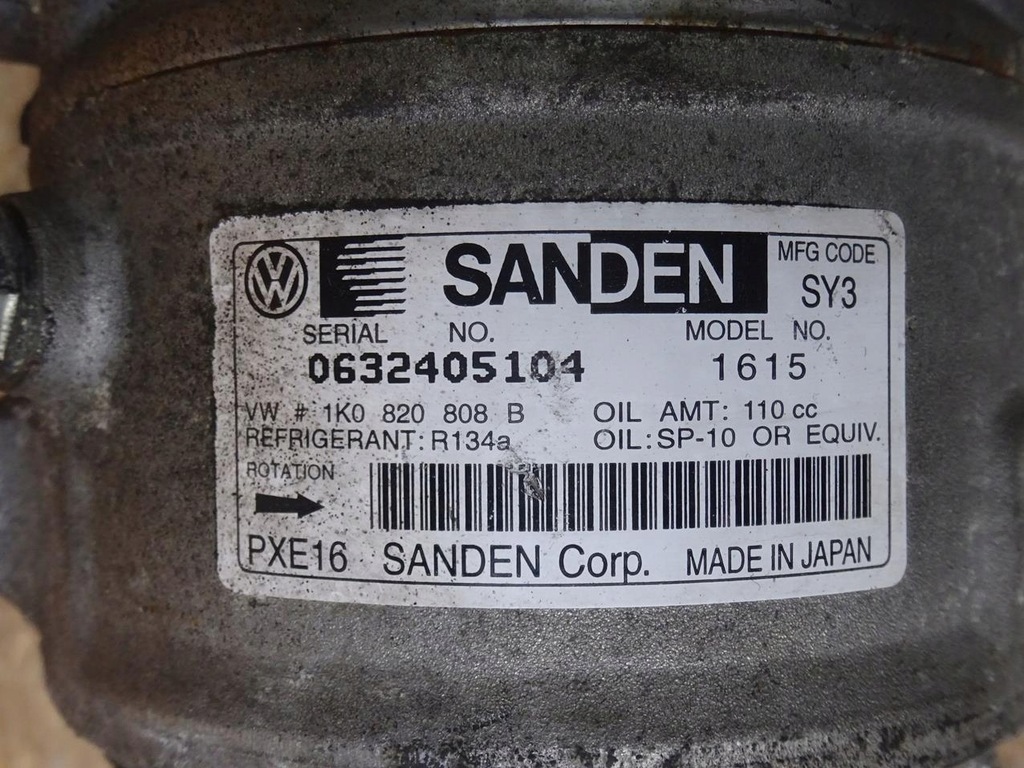 VW SANDEN MFG CODE
SY3
SERIAL NO. MODEL NO.
0632405104 1615
VW # 1K0 820 808 B OIL AMT: 110 cc
REFRIGERANT: R134a OIL: SP-10 OR EQUIV.
ROTATION
PXE16 SANDEN Corp. MADE IN JAPAN